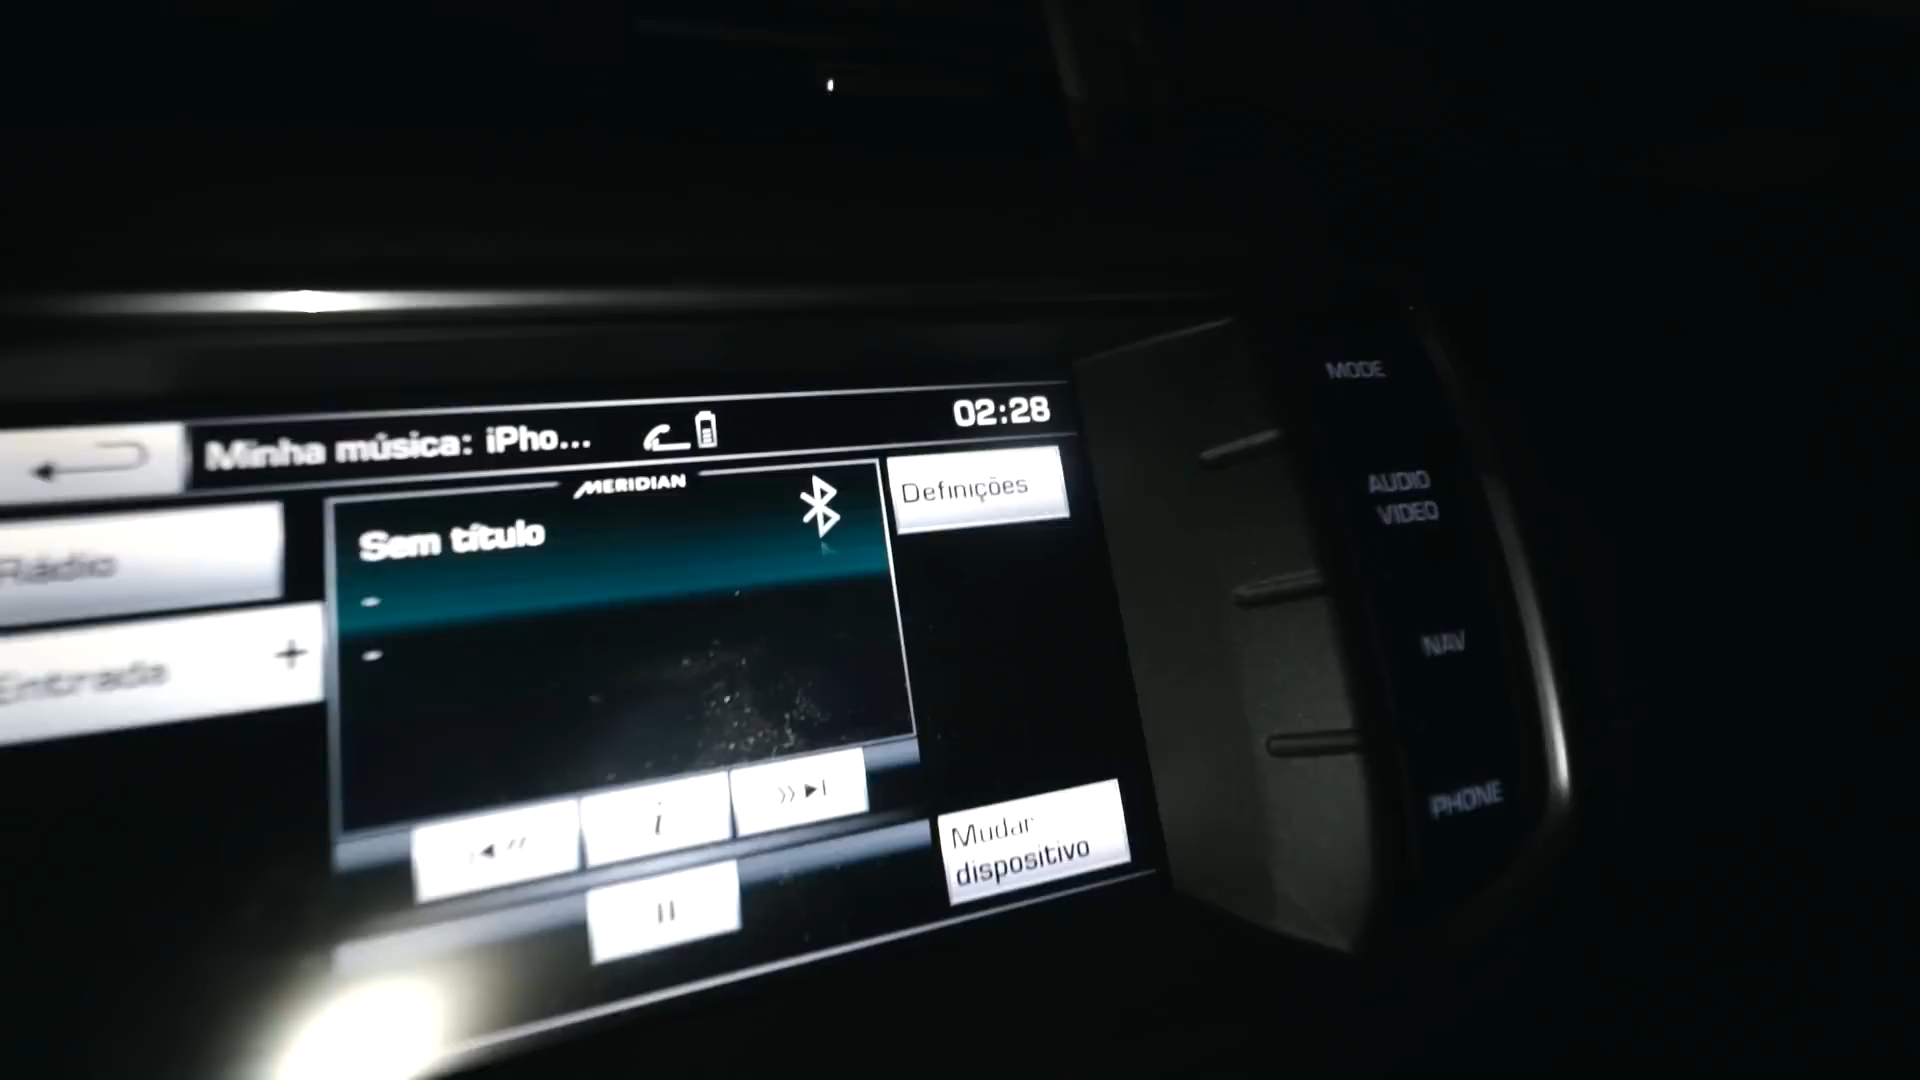 Minha música: iPho...
02:28
MERIDIAN
Definições
Sem título
Rádio
-
Entrada +
-
i
Mudar
dispositivo
MODE
AUDIO
VIDEO
NAV
PHONE